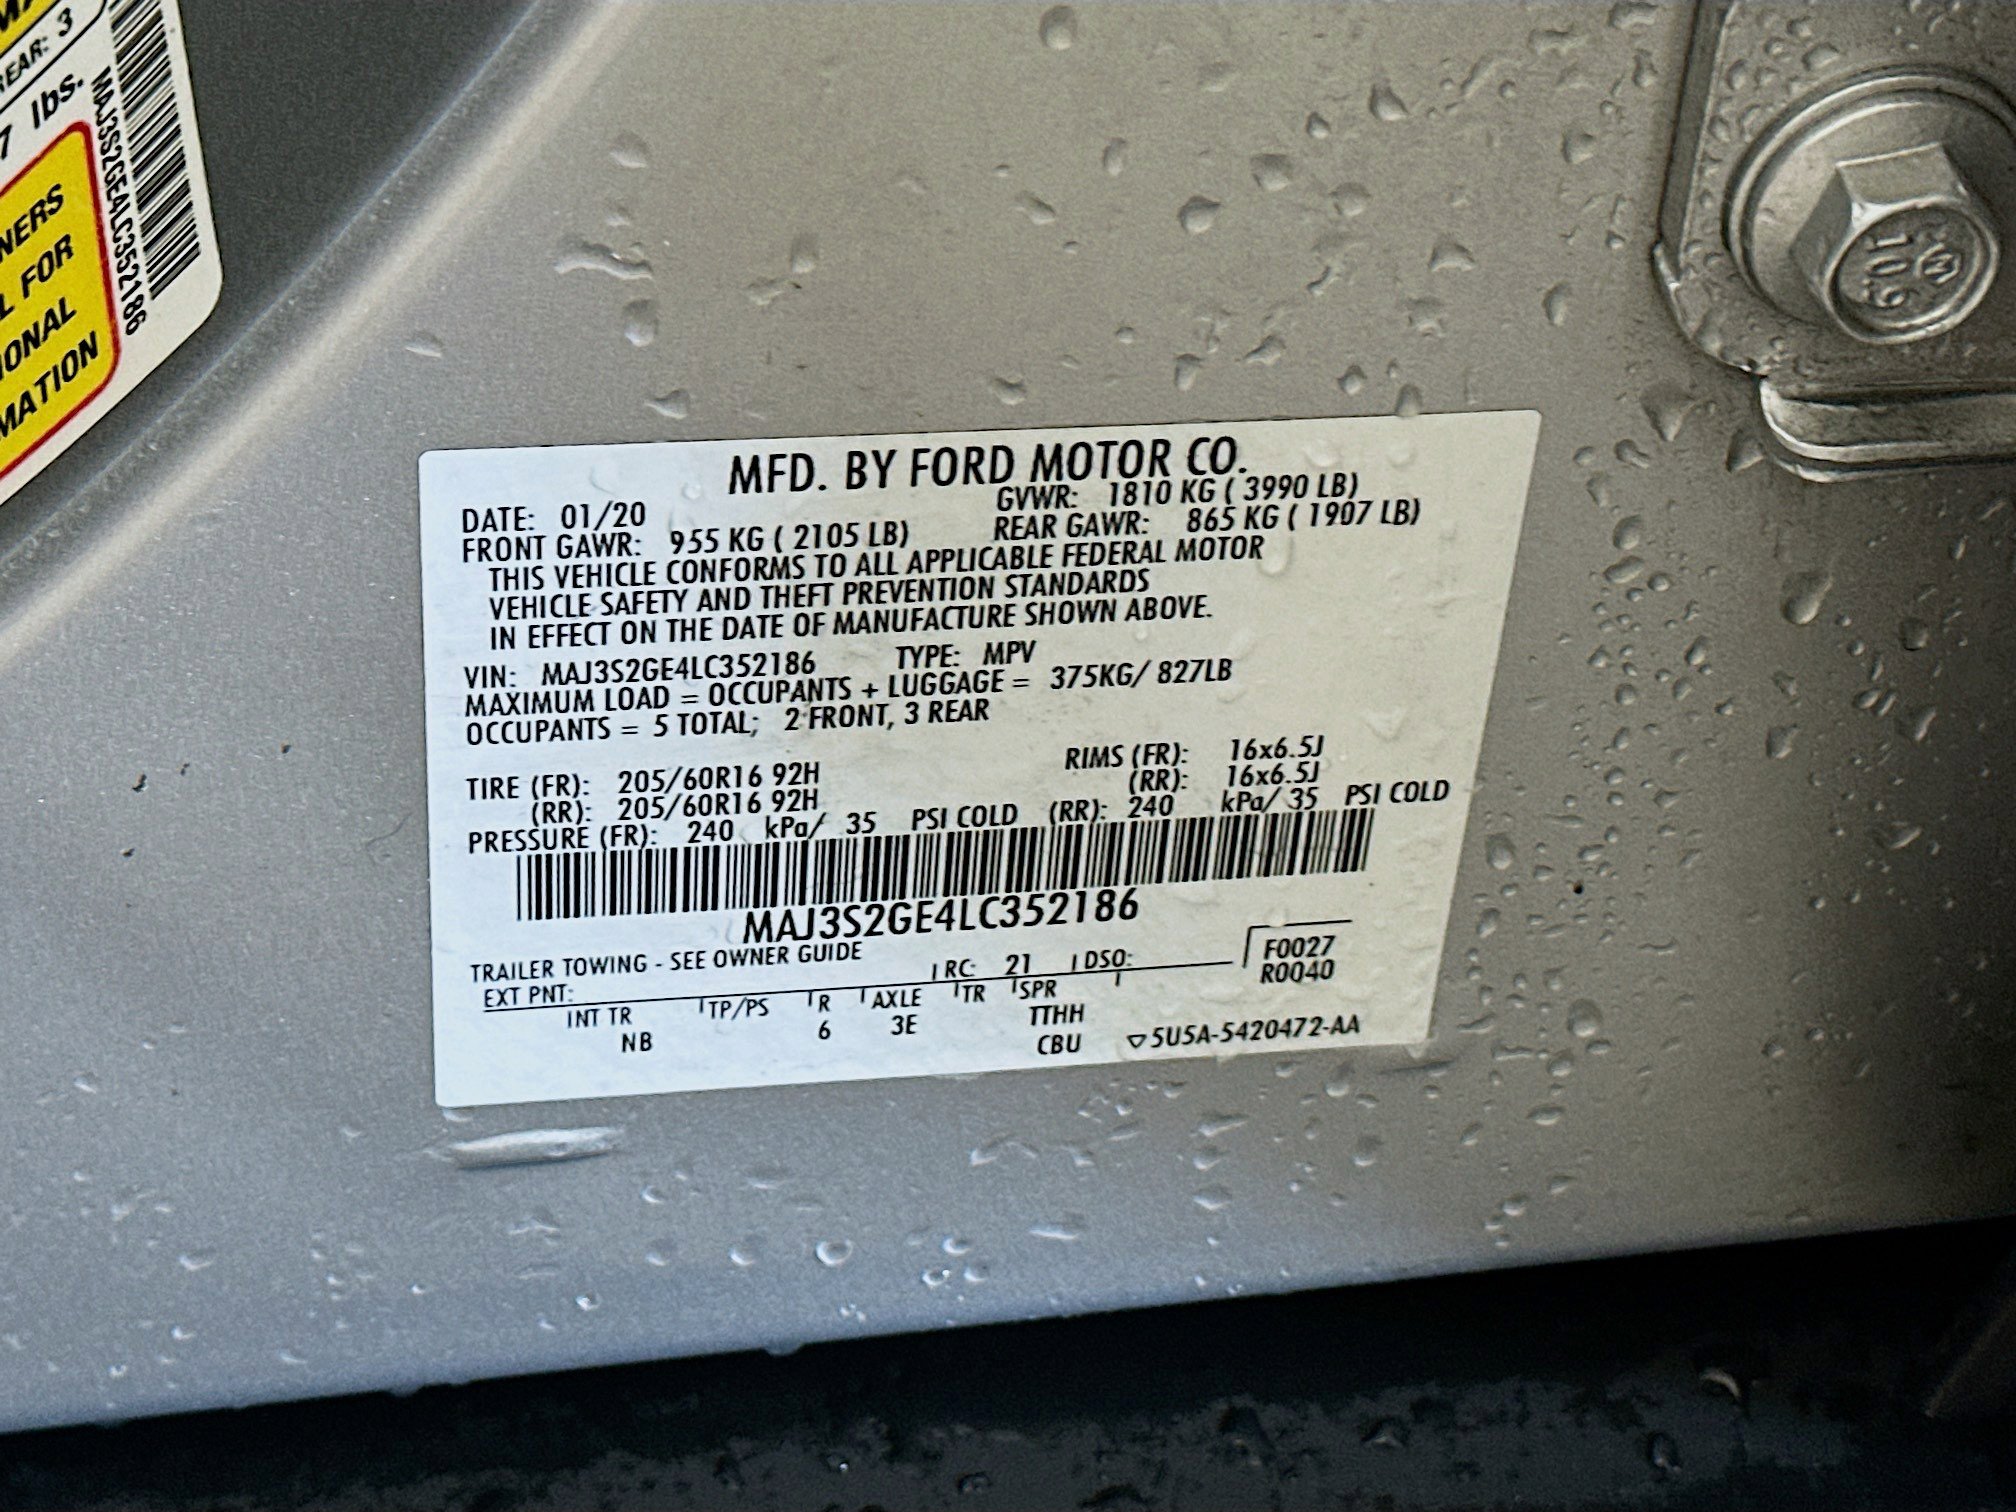 REAR: 3
7 lbs.
MAJ3S2GE4LC352186
FOR
MFD. BY FORD MOTOR CO.
DATE: 01/20 GVWR: 1810 KG ( 3990 LB)
FRONT GAWR: 955 KG ( 2105 LB) REAR GAWR: 865 KG ( 1907 LB)
THIS VEHICLE CONFORMS TO ALL APPLICABLE FEDERAL MOTOR
VEHICLE SAFETY AND THEFT PREVENTION STANDARDS
IN EFFECT ON THE DATE OF MANUFACTURE SHOWN ABOVE.
VIN: MAJ3S2GE4LC352186 TYPE: MPV
MAXIMUM LOAD = OCCUPANTS + LUGGAGE = 375KG/ 827LB
OCCUPANTS = 5 TOTAL; 2 FRONT, 3 REAR
TIRE (FR): 205/60R16 92H RIMS (FR): 16x6.5J
(RR): 205/60R16 92H (RR): 16x6.5J
PRESSURE (FR): 240 kPa/ 35 PSI COLD (RR): 240 kPa/ 35 PSI COLD
MAJ3S2GE4LC352186
TRAILER TOWING - SEE OWNER GUIDE
EXT PNT: RC: 21 DSO: F0027
R0040
INT TR TP/PS R AXLE TR SPR
NB 6 3E TTHH
CBU ▽5U5A-5420472-AA
10.9